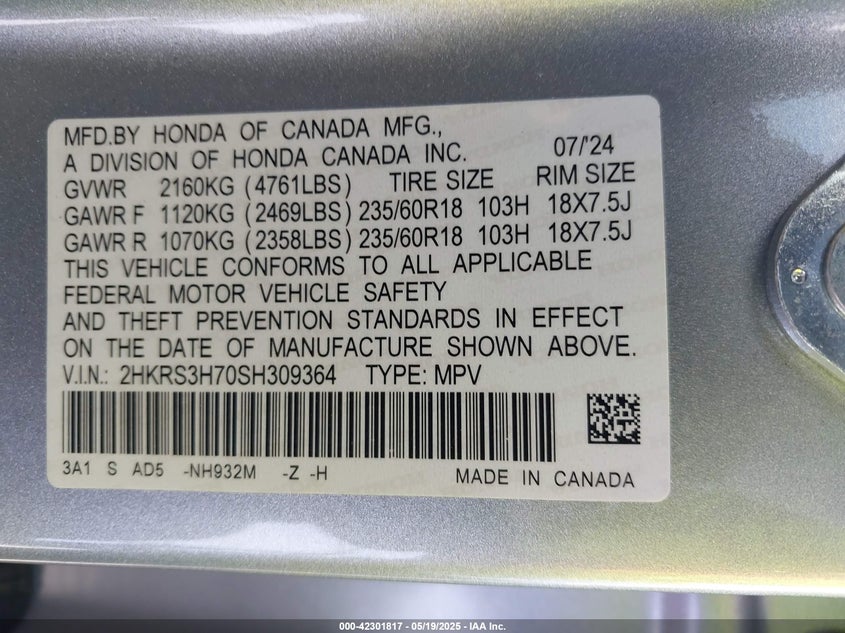 MFD.BY HONDA OF CANADA MFG.,
A DIVISION OF HONDA CANADA INC. 07/'24
GVWR 2160KG (4761LBS) TIRE SIZE RIM SIZE
GAWR F 1120KG (2469LBS) 235/60R18 103H 18X7.5J
GAWR R 1070KG (2358LBS) 235/60R18 103H 18X7.5J
THIS VEHICLE CONFORMS TO ALL APPLICABLE
FEDERAL MOTOR VEHICLE SAFETY
AND THEFT PREVENTION STANDARDS IN EFFECT
ON THE DATE OF MANUFACTURE SHOWN ABOVE.
V.I.N.: 2HKRS3H70SH309364 TYPE: MPV
3A1 S AD5 -NH932M -Z -H MADE IN CANADA
000-42301817 - 05/19/2025 - IAA Inc.